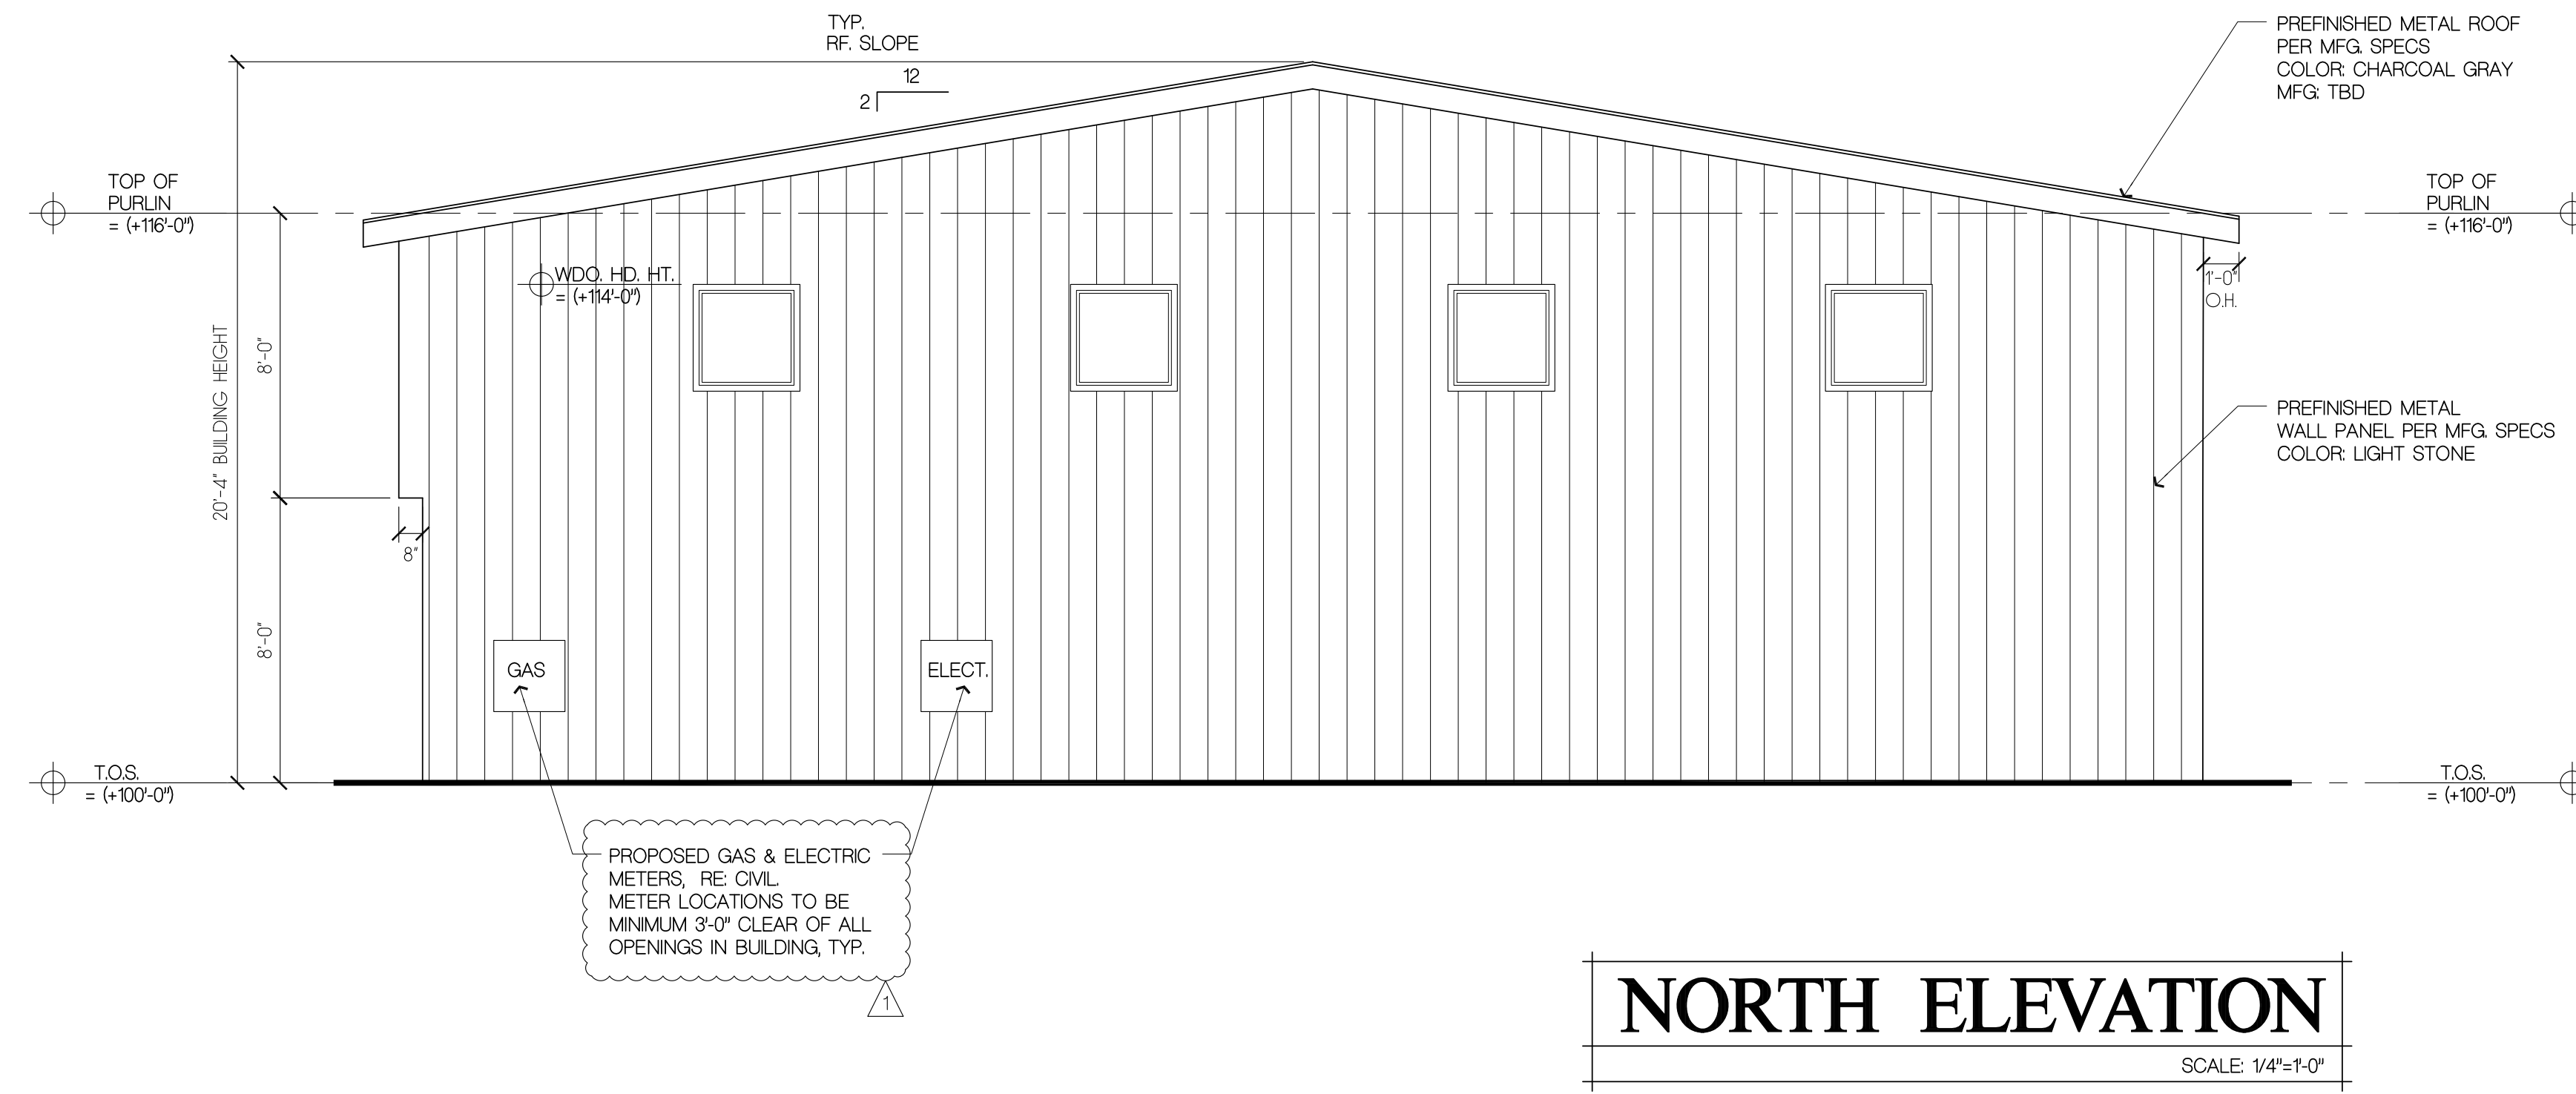 TYP.
RF. SLOPE
12
2
PREFINISHED METAL ROOF
PER MFG. SPECS
COLOR: CHARCOAL GRAY
MFG: TBD
TOP OF
PURLIN
= (+116'-0")
TOP OF
PURLIN
= (+116'-0")
WDO. HD. HT.
= (+114'-0")
1'-0"
O.H.
20'-4" BUILDING HEIGHT
8'-0"
PREFINISHED METAL
WALL PANEL PER MFG. SPECS
COLOR: LIGHT STONE
8"
8'-0"
GAS
ELECT.
T.O.S.
= (+100'-0")
T.O.S.
= (+100'-0")
PROPOSED GAS & ELECTRIC
METERS, RE: CIVIL.
METER LOCATIONS TO BE
MINIMUM 3'-0" CLEAR OF ALL
OPENINGS IN BUILDING, TYP.
1
NORTH ELEVATION
SCALE: 1/4"=1'-0"